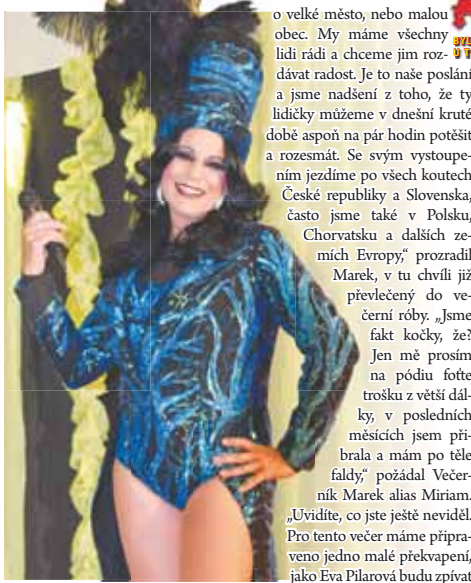 o velké město, nebo malou
obec. My máme všechny
lidi rádi a chceme jim roz-
dávat radost. Je to naše poslání
a jsme nadšení z toho, že ty
lidičky můžeme v dnešní kruté
době aspoň na pár hodin potěšit
a rozesmát. Se svým vystoupe-
ním jezdíme po všech koutech
České republiky a Slovenska,
často jsme také v Polsku,
Chorvatsku a dalších ze-
mích Evropy,“ prozradil
Marek, v tu chvíli již
převlečený do ve-
černí róby. „Jsme
fakt kočky, že?
Jen mě prosím
na pódiu foťte
trošku z větší dál-
ky, v posledních
měsících jsem při-
brala a mám po těle
faldy,“ požádal Večer-
ník Marek alias Miriam.
„Uvidíte, co jste ještě neviděl.
Pro tento večer máme připra-
veno jedno malé překvapení,
jako Eva Pilarová budu zpívat
BYL
U T